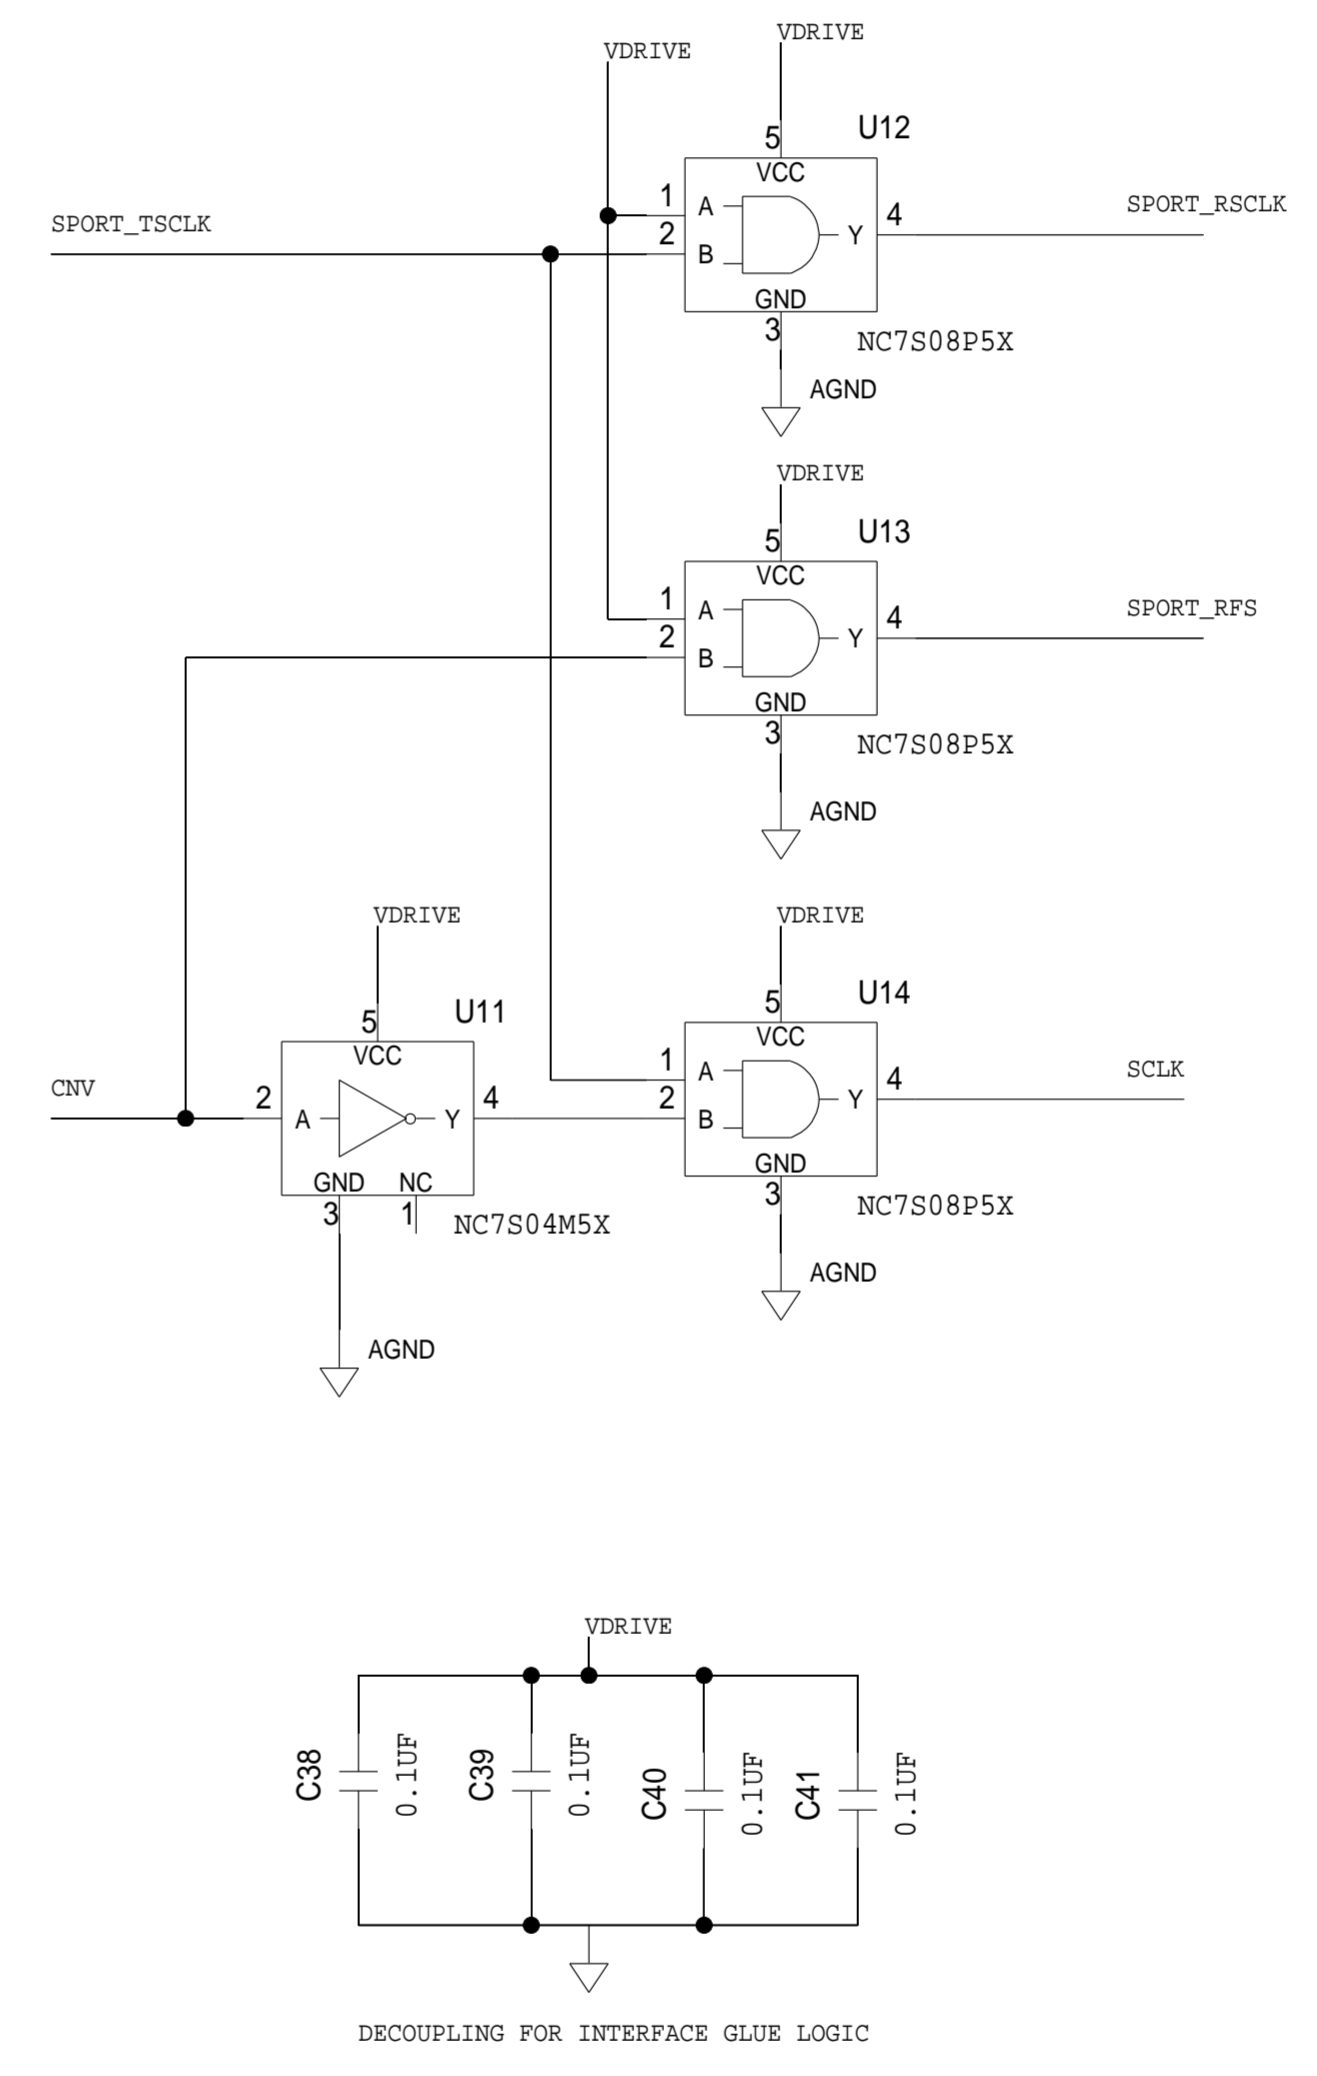 VDRIVE
VDRIVE
U12
5
VCC
1
A
SPORT_RSCLK
4
SPORT_TSCLK
2
Y
B
GND
3
NC7S08P5X
AGND
VDRIVE
U13
5
VCC
1
A
SPORT_RFS
4
2
Y
B
GND
3
NC7S08P5X
AGND
VDRIVE
VDRIVE
U11
U14
5
5
VCC
VCC
CNV
2
A
Y
4
1
A
SCLK
4
2
Y
B
GND
NC
GND
3
1
NC7S04M5X
3
NC7S08P5X
AGND
AGND
VDRIVE
C38
0.1UF
C39
0.1UF
C40
0.1UF
C41
0.1UF
DECOUPLING FOR INTERFACE GLUE LOGIC